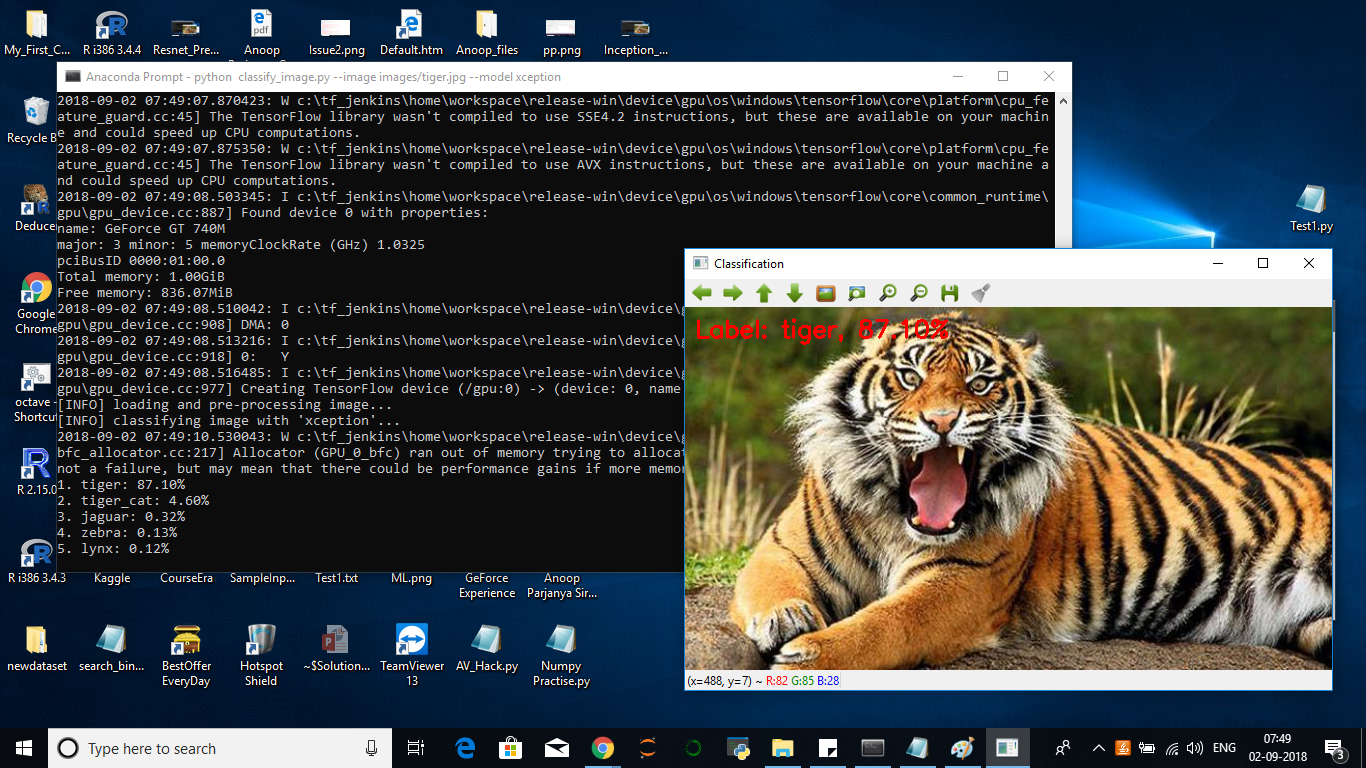 My_First_C...
R i386 3.4.4
Resnet_Pre...
Anoop
Issue2.png
Default.htm
Anoop_files
pp.png
Inception_...
Anaconda Prompt - python  classify_image.py --image images/tiger.jpg --model xception
2018-09-02 07:49:07.870423: W c:\tf_jenkins\home\workspace\release-win\device\gpu\os\windows\tensorflow\core\platform\cpu_fe
ature_guard.cc:45] The TensorFlow library wasn't compiled to use SSE4.2 instructions, but these are available on your machin
e and could speed up CPU computations.
2018-09-02 07:49:07.875350: W c:\tf_jenkins\home\workspace\release-win\device\gpu\os\windows\tensorflow\core\platform\cpu_fe
ature_guard.cc:45] The TensorFlow library wasn't compiled to use AVX instructions, but these are available on your machine a
nd could speed up CPU computations.
2018-09-02 07:49:08.503345: I c:\tf_jenkins\home\workspace\release-win\device\gpu\os\windows\tensorflow\core\common_runtime\
gpu\gpu_device.cc:887] Found device 0 with properties:
name: GeForce GT 740M
major: 3 minor: 5 memoryClockRate (GHz) 1.0325
pciBusID 0000:01:00.0
Total memory: 1.00GiB
Free memory: 836.07MiB
2018-09-02 07:49:08.510042: I c:\tf_jenkins\home\workspace\release-win\device\g
gpu\gpu_device.cc:908] DMA: 0
2018-09-02 07:49:08.513216: I c:\tf_jenkins\home\workspace\release-win\device\g
gpu\gpu_device.cc:918] 0:   Y
2018-09-02 07:49:08.516485: I c:\tf_jenkins\home\workspace\release-win\device\g
gpu\gpu_device.cc:977] Creating TensorFlow device (/gpu:0) -> (device: 0, name
[INFO] loading and pre-processing image...
[INFO] classifying image with 'xception'...
2018-09-02 07:49:10.530043: W c:\tf_jenkins\home\workspace\release-win\device\g
bfc_allocator.cc:217] Allocator (GPU_0_bfc) ran out of memory trying to allocat
not a failure, but may mean that there could be performance gains if more memor
1. tiger: 87.10%
2. tiger_cat: 4.60%
3. jaguar: 0.32%
4. zebra: 0.13%
5. lynx: 0.12%
Recycle B
Deduce
Google
Chrome
octave -
Shortcut
R 2.15.0
Test1.py
Classification
Label: tiger, 87.10%
(x=488, y=7) ~ R:82 G:85 B:28
R i386 3.4.3
Kaggle
CourseEra
SampleInp...
Test1.txt
ML.png
GeForce
Experience
Anoop
Parjanya Sir...
newdataset
search_bin...
BestOffer
EveryDay
Hotspot
Shield
~$Solution...
TeamViewer
13
AV_Hack.py
Numpy
Practise.py
Type here to search
ENG
07:49
02-09-2018
3